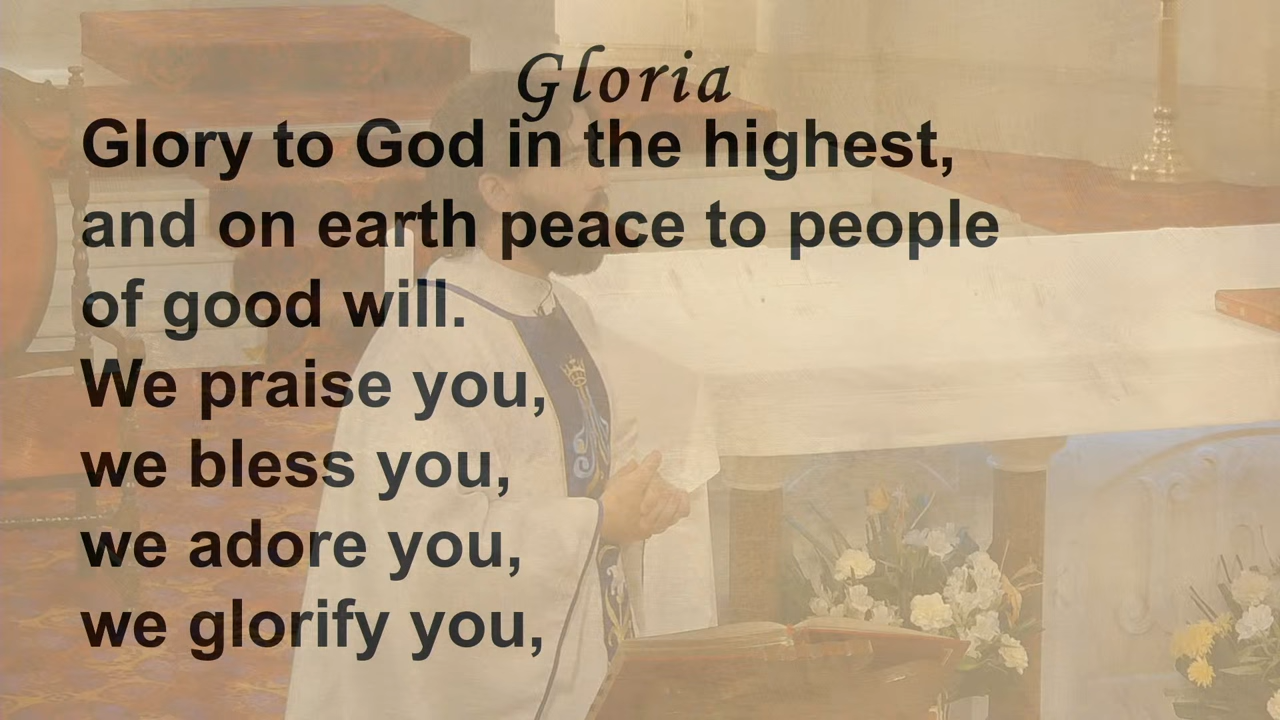 Gloria
Glory to God in the highest,
and on earth peace to people
of good will.
We praise you,
we bless you,
we adore you,
we glorify you,